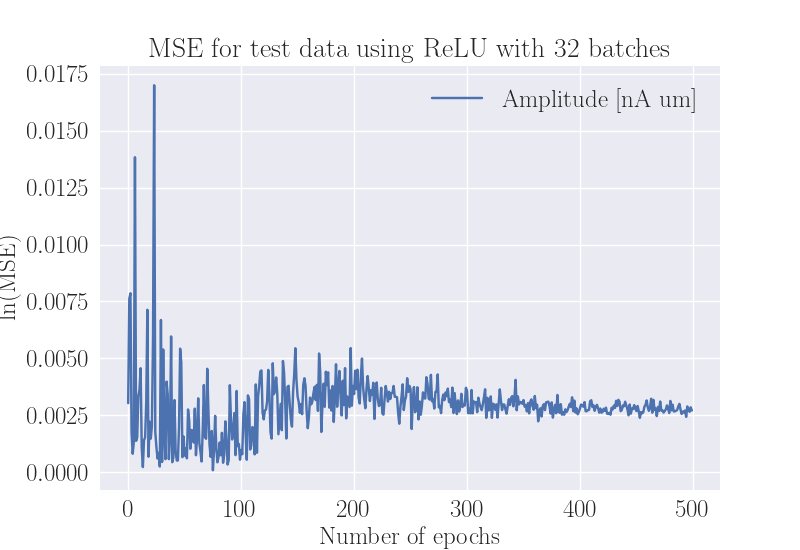 MSE for test data using ReLU with 32 batches
Amplitude [nA um]
ln(MSE)
0.0175
0.0150
0.0125
0.0100
0.0075
0.0050
0.0025
0.0000
0 100 200 300 400 500
Number of epochs